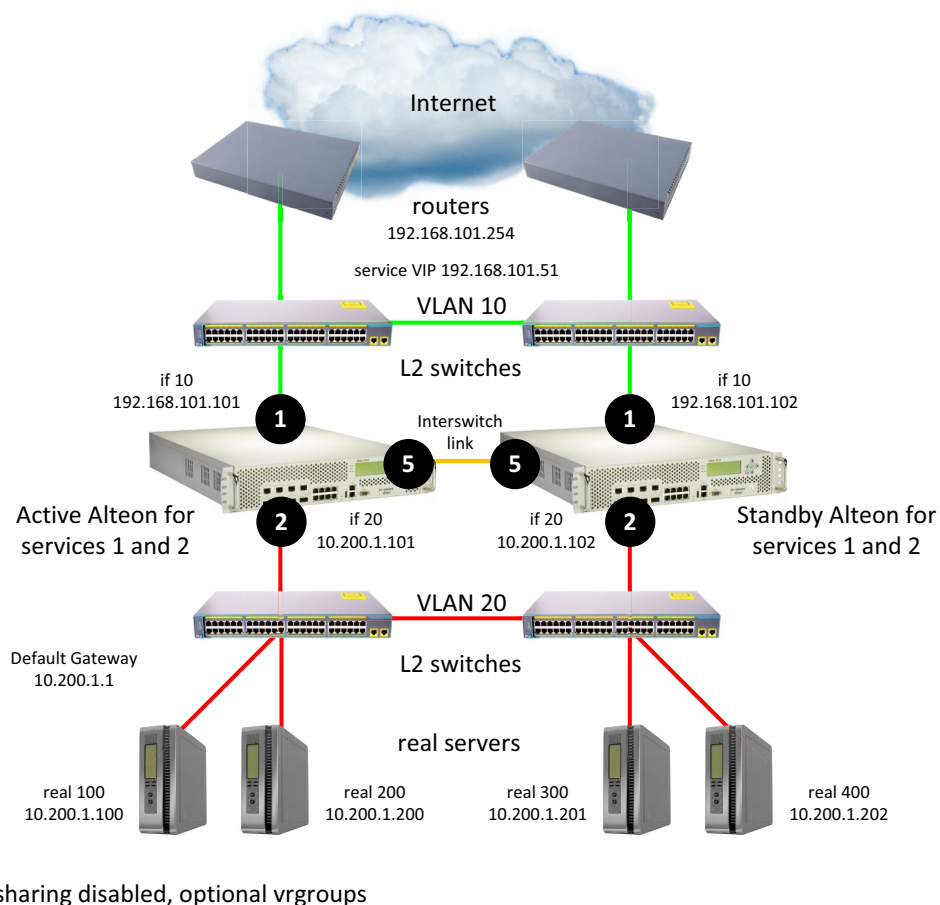 Internet
routers
192.168.101.254
service VIP 192.168.101.51
VLAN 10
L2 switches
if 10
192.168.101.101
if 10
192.168.101.102
1
1
Interswitch
link
5
5
Active Alteon for
services 1 and 2
2
if 20
10.200.1.101
if 20
10.200.1.102
2
Standby Alteon for
services 1 and 2
VLAN 20
L2 switches
Default Gateway
10.200.1.1
real servers
real 100
10.200.1.100
real 200
10.200.1.200
real 300
10.200.1.201
real 400
10.200.1.202
sharing disabled, optional vrgroups